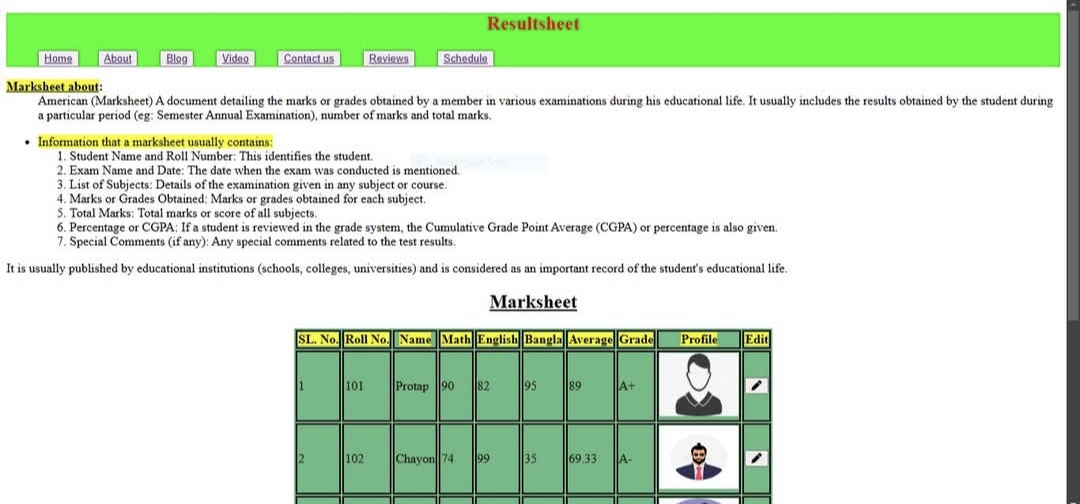 Resultsheet
Home About Blog Video Contact us Reviews Schedule
Marksheet about:
American (Marksheet) A document detailing the marks or grades obtained by a member in various examinations during his educational life. It usually includes the results obtained by the student during
a particular period (eg: Semester Annual Examination), number of marks and total marks.
• Information that a marksheet usually contains:
1. Student Name and Roll Number: This identifies the student.
2. Exam Name and Date: The date when the exam was conducted is mentioned.
3. List of Subjects: Details of the examination given in any subject or course.
4. Marks or Grades Obtained: Marks or grades obtained for each subject.
5. Total Marks: Total marks or score of all subjects.
6. Percentage or CGPA: If a student is reviewed in the grade system, the Cumulative Grade Point Average (CGPA) or percentage is also given.
7. Special Comments (if any): Any special comments related to the test results.
It is usually published by educational institutions (schools, colleges, universities) and is considered as an important record of the student's educational life.
Marksheet
SL. No. Roll No. Name Math English Bangla Average Grade Profile Edit
1 101 Protap 90 82 95 89 A+
2 102 Chayon 74 99 35 69.33 A-